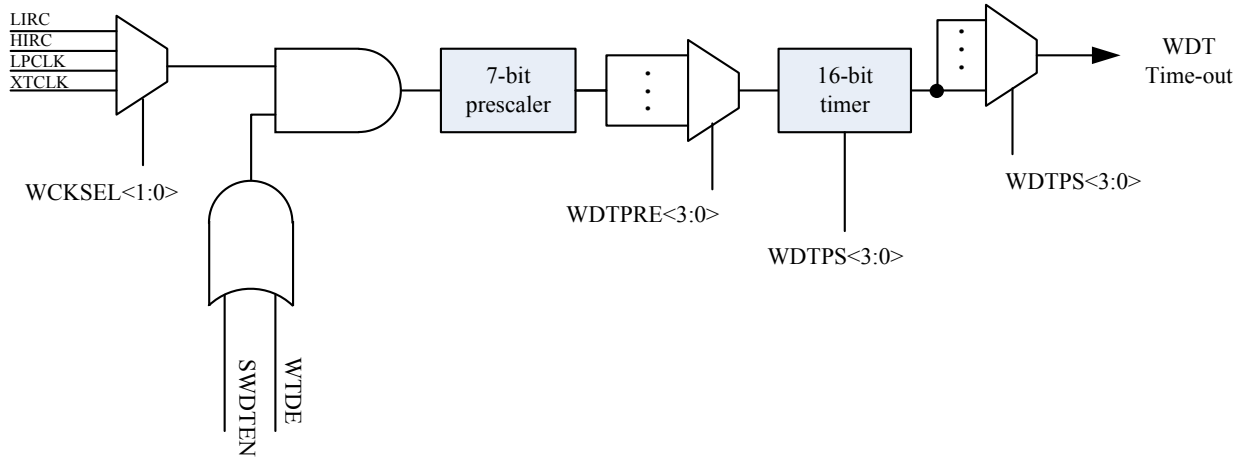 LIRC
HIRC
LPCLK
XTCLK
WCKSEL<1:0>
SWDTEN
WTDE
7-bit
prescaler
WDTPRE<3:0>
16-bit
timer
WDTPS<3:0>
WDTPS<3:0>
WDT
Time-out